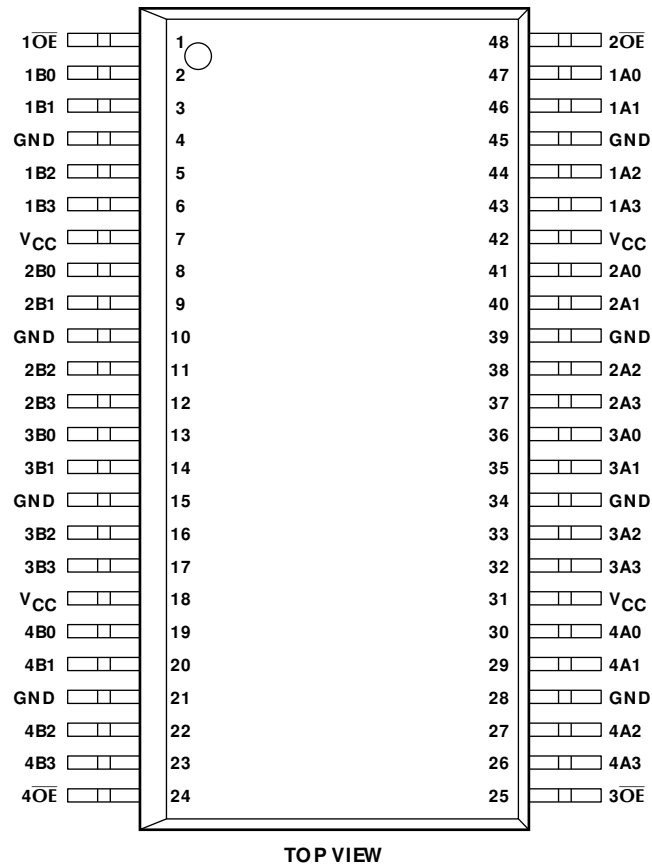 1O̅E̅ 1 48 2O̅E̅
1B0 2 47 1A0
1B1 3 46 1A1
GND 4 45 GND
1B2 5 44 1A2
1B3 6 43 1A3
VCC 7 42 VCC
2B0 8 41 2A0
2B1 9 40 2A1
GND 10 39 GND
2B2 11 38 2A2
2B3 12 37 2A3
3B0 13 36 3A0
3B1 14 35 3A1
GND 15 34 GND
3B2 16 33 3A2
3B3 17 32 3A3
VCC 18 31 VCC
4B0 19 30 4A0
4B1 20 29 4A1
GND 21 28 GND
4B2 22 27 4A2
4B3 23 26 4A3
4O̅E̅ 24 25 3O̅E̅
TOP VIEW